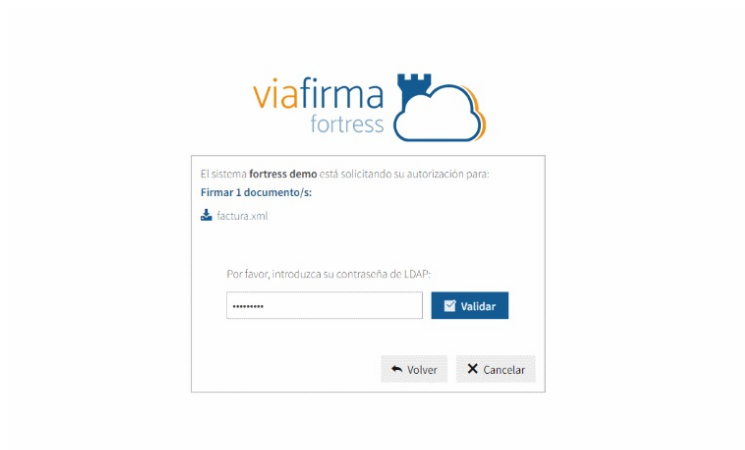 viafirma
fortress
El sistema fortress demo está solicitando su autorización para:
Firmar 1 documento/s:
factura.xml
Por favor, introduzca su contraseña de LDAP:
•••••••••
Validar
Volver
Cancelar